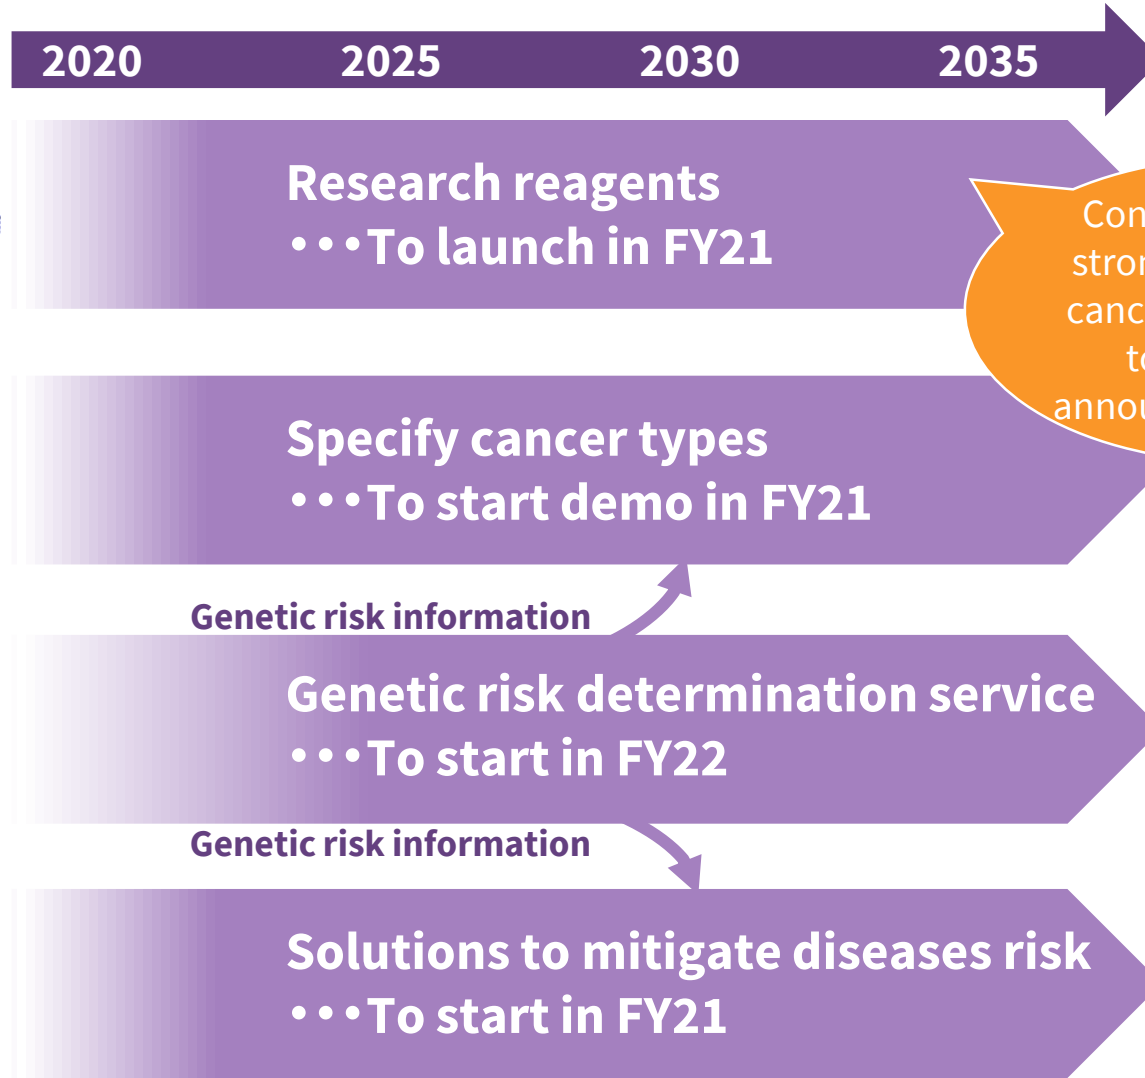 2020 2025 2030 2035
Research reagents
•••To launch in FY21
Specify cancer types
•••To start demo in FY21
Genetic risk information
Genetic risk determination service
•••To start in FY22
Genetic risk information
Solutions to mitigate diseases risk
•••To start in FY21